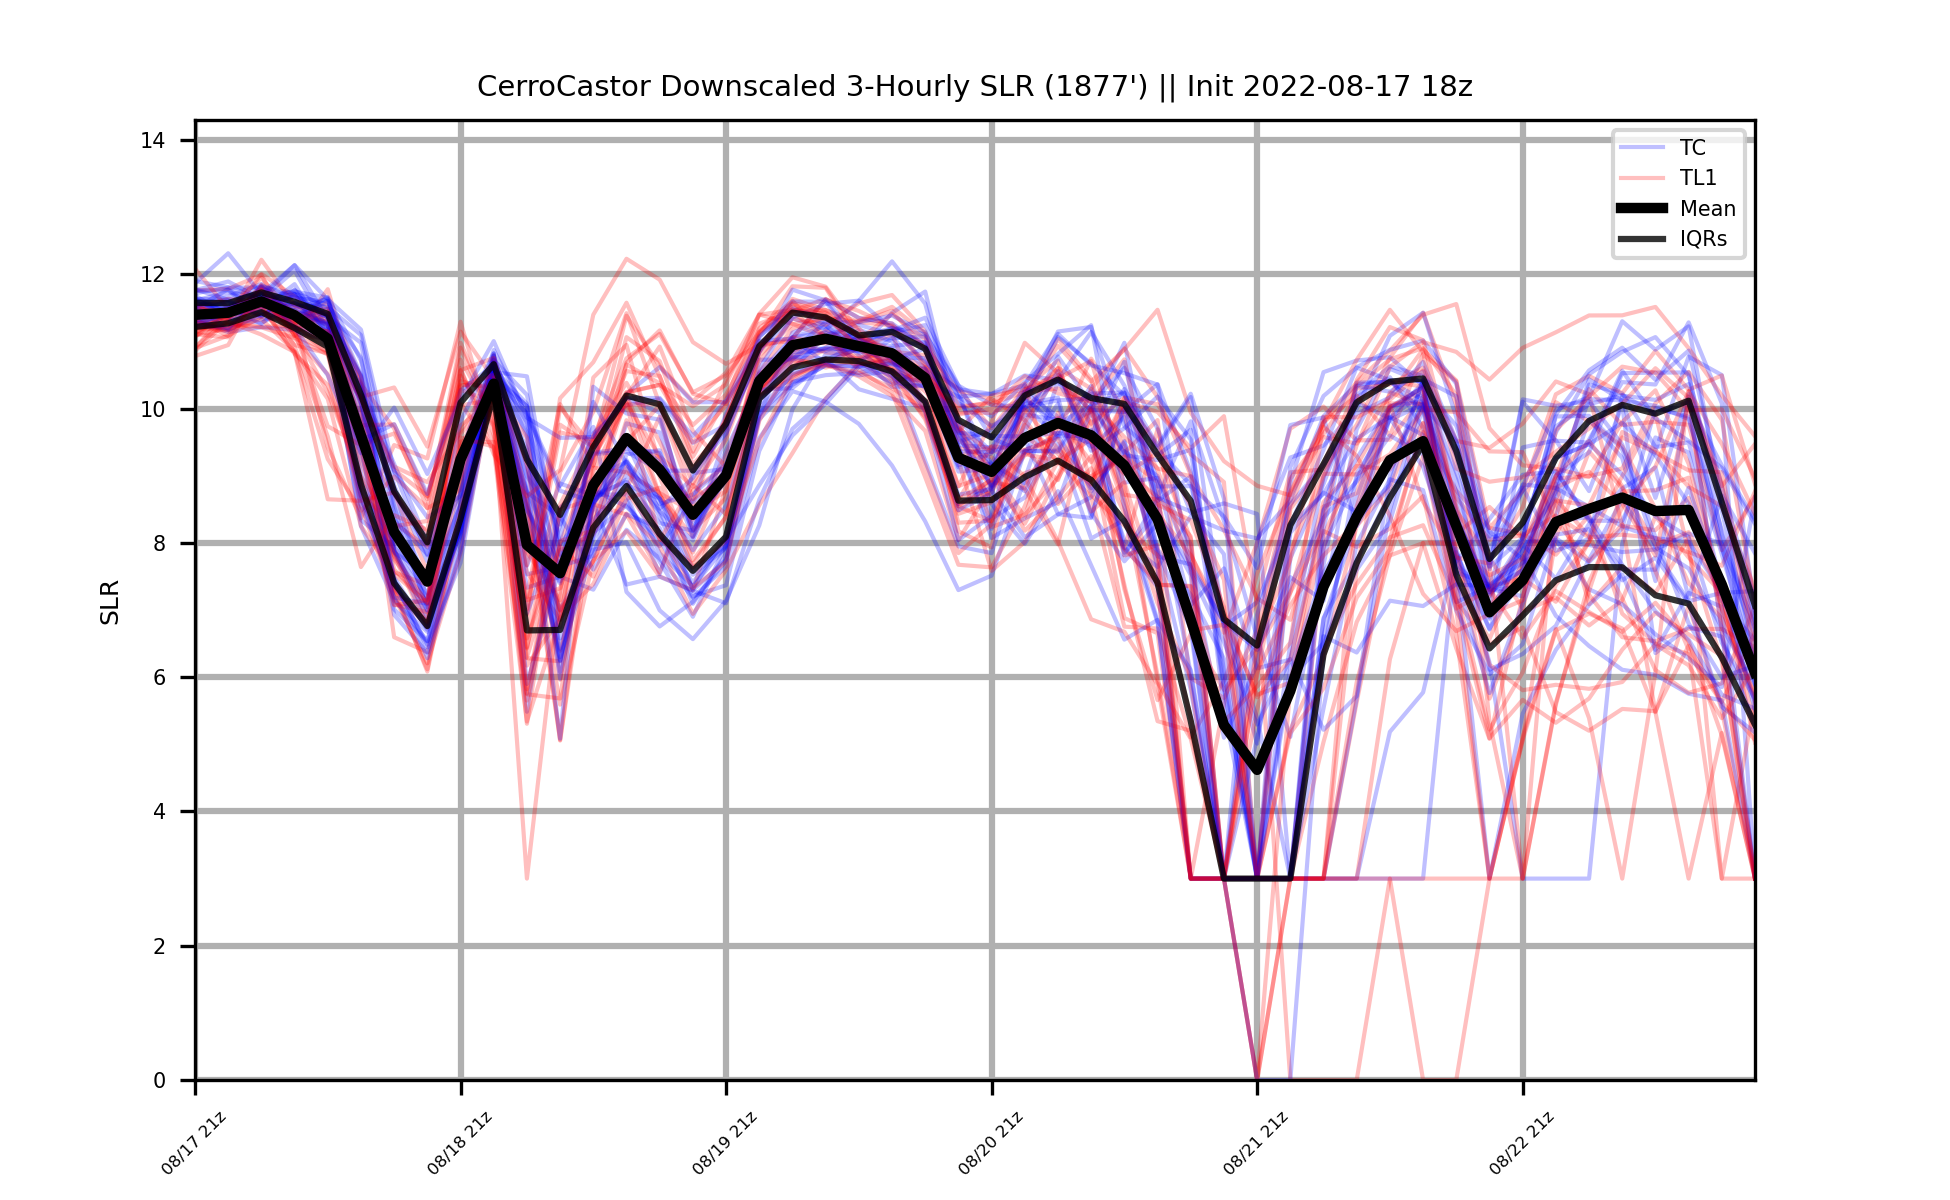 CerroCastor Downscaled 3-Hourly SLR (1877') || Init 2022-08-17 18z
14
12
10
8
6
4
2
0
SLR
TC
TL1
Mean
IQRs
08/17 21z
08/18 21z
08/19 21z
08/20 21z
08/21 21z
08/22 21z